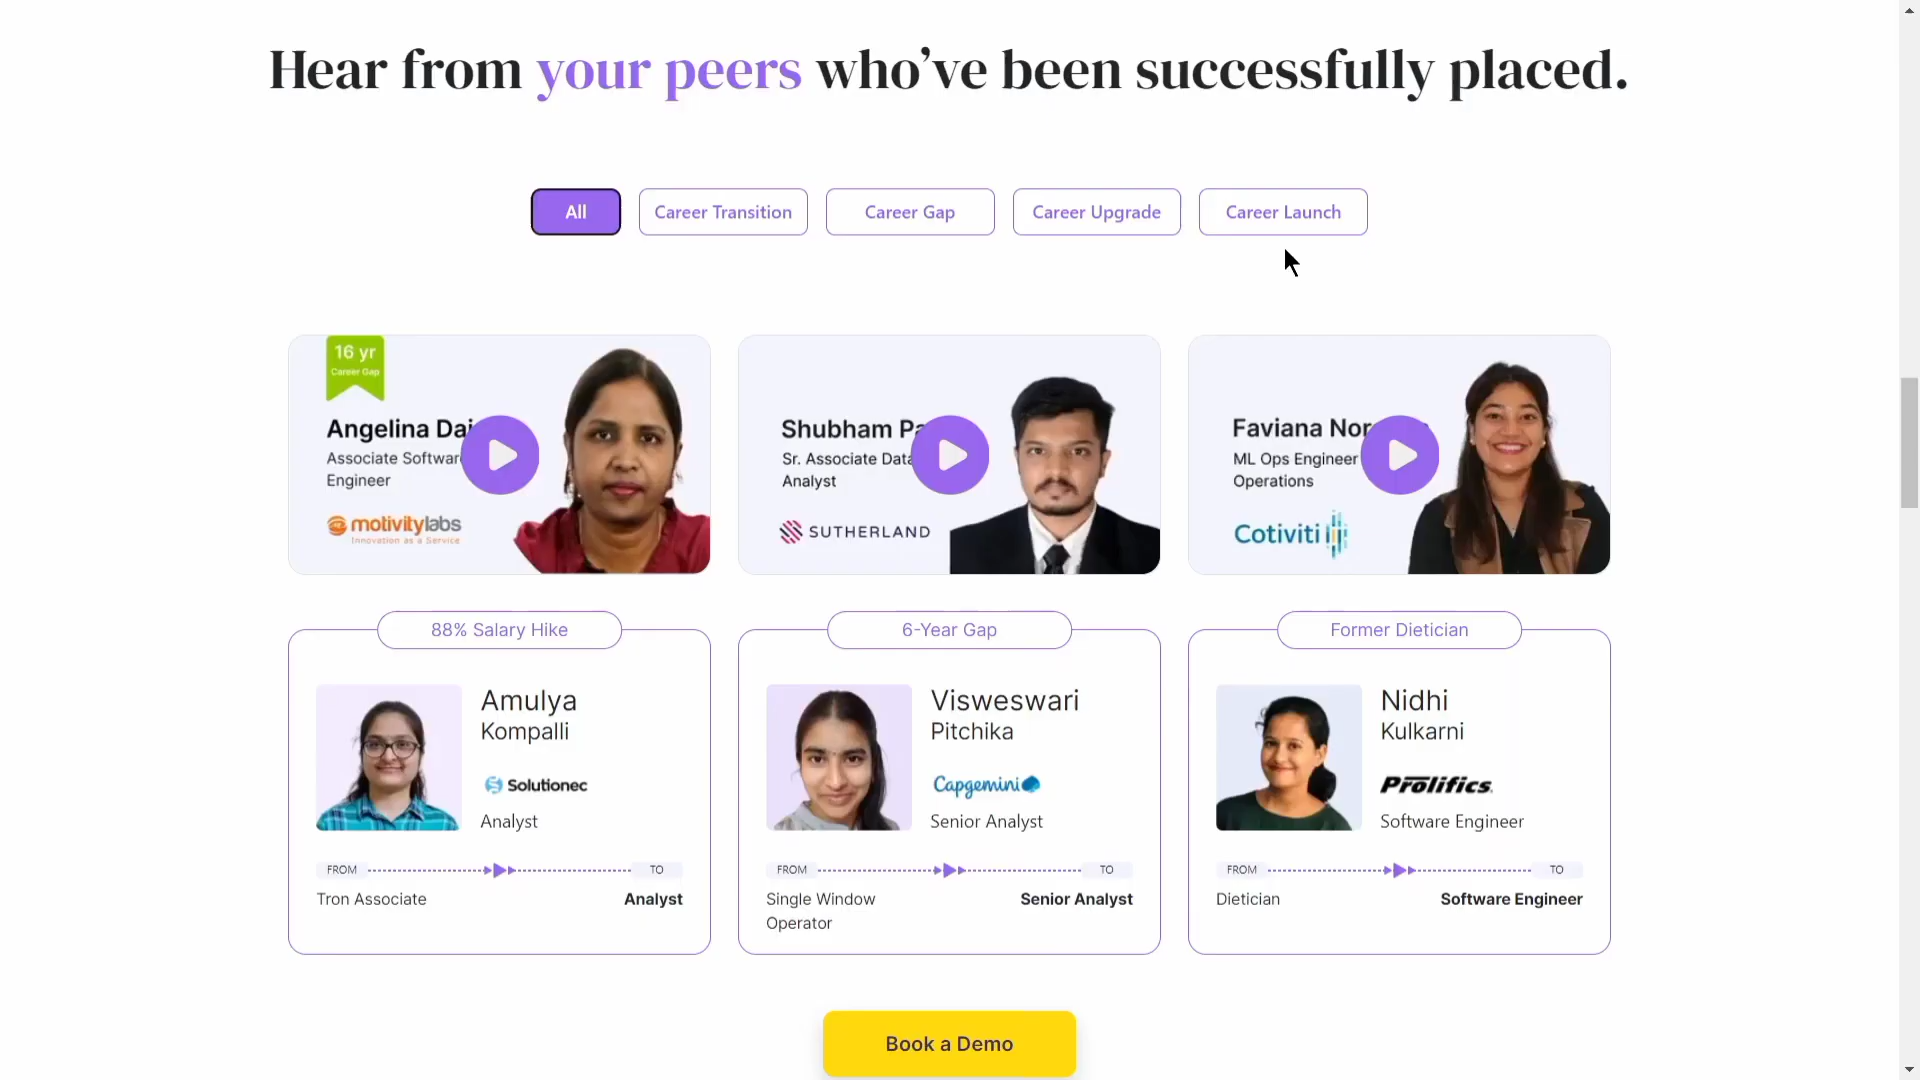 Hear from your peers who’ve been successfully placed.
All
Career Transition
Career Gap
Career Upgrade
Career Launch
16 yr
Career Gap
Angelina
Associate
Engineer
motivitylabs
Innovation as a Service
Shubham
Sr. Associate
Analyst
SUTHERLAND
Faviana
ML Ops Engineer
Operations
Cotiviti
88% Salary Hike
Amulya
Kompalli
Solutionec
Analyst
FROM
TO
Tron Associate
Analyst
6-Year Gap
Visweswari
Pitchika
Capgemini
Senior Analyst
FROM
TO
Single Window
Operator
Senior Analyst
Former Dietician
Nidhi
Kulkarni
Prolifics
Software Engineer
FROM
TO
Dietician
Software Engineer
Book a Demo